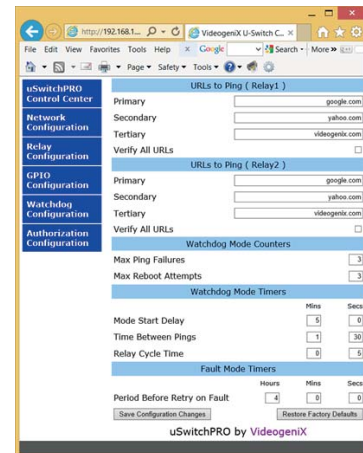 http://192.168.1...
VideogeniX U-Switch C...
File Edit View Favorites Tools Help
x Google Search More »
Page Safety Tools
uSwitchPRO
Control Center
Network
Configuration
Relay
Configuration
GPIO
Configuration
Watchdog
Configuration
Authorization
Configuration
URLs to Ping ( Relay1 )
Primary google.com
Secondary yahoo.com
Tertiary videogenix.com
Verify All URLs
URLs to Ping ( Relay2 )
Primary google.com
Secondary yahoo.com
Tertiary videogenix.com
Verify All URLs
Watchdog Mode Counters
Max Ping Failures 3
Max Reboot Attempts 3
Watchdog Mode Timers
Mins Secs
Mode Start Delay 5 0
Time Between Pings 1 30
Relay Cycle Time 0 5
Fault Mode Timers
Hours Mins Secs
Period Before Retry on Fault 4 0 0
Save Configuration Changes Restore Factory Defaults
uSwitchPRO by VideogeniX